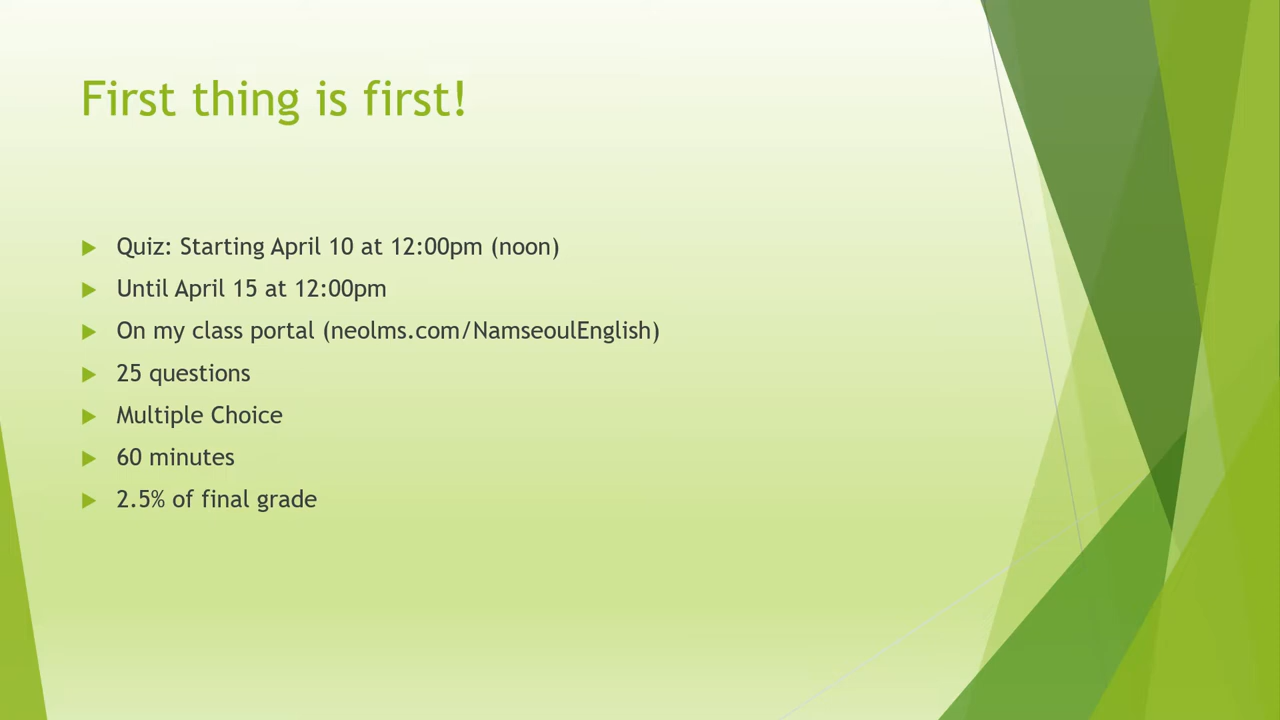 First thing is first!
Quiz: Starting April 10 at 12:00pm (noon)
Until April 15 at 12:00pm
On my class portal (neolms.com/NamseoulEnglish)
25 questions
Multiple Choice
60 minutes
2.5% of final grade